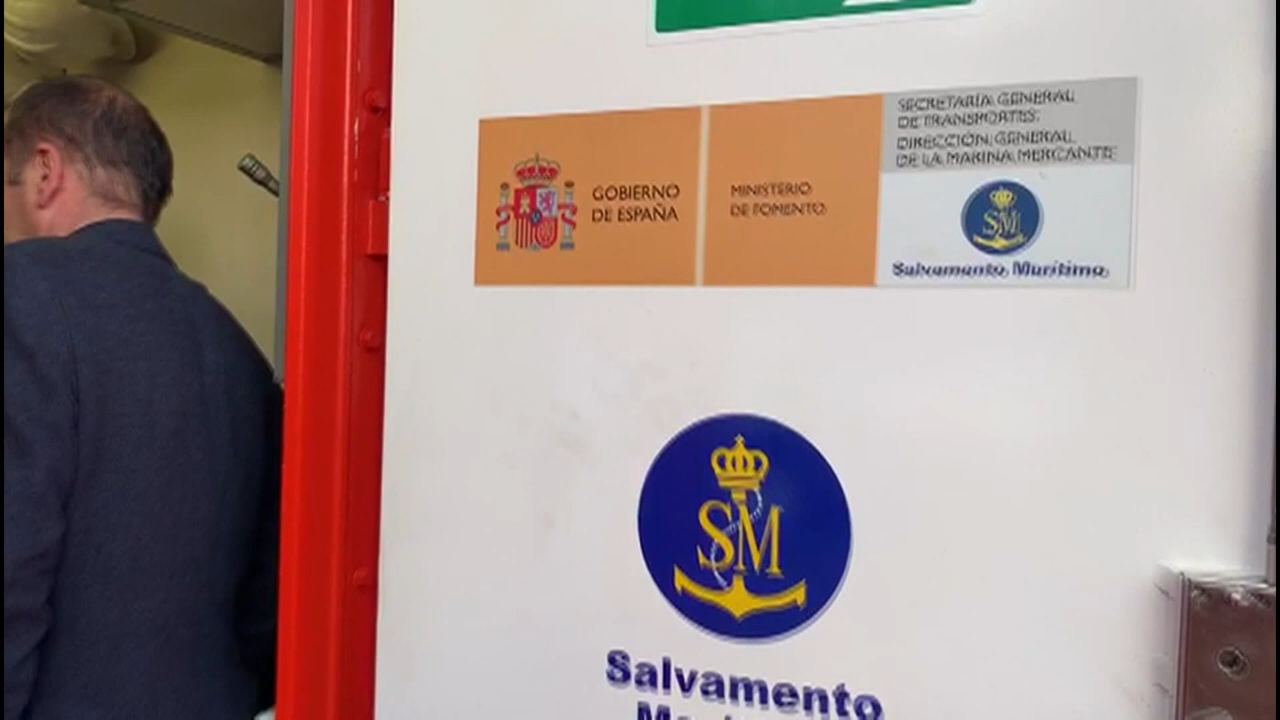 GOBIERNO
DE ESPAÑA
MINISTERIO
DE FOMENTO
SECRETARÍA GENERAL
DE TRANSPORTES
DIRECCIÓN GENERAL
DE LA MARINA MERCANTE
SM
Salvamento Marítimo
SM
Salvamento